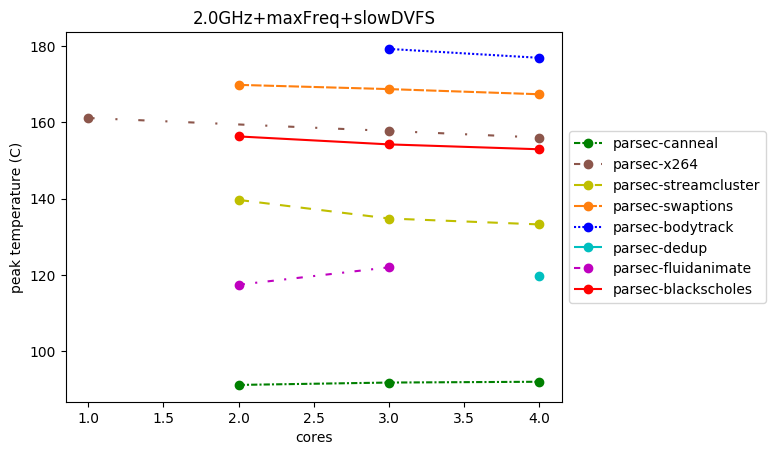 2.0GHz+maxFreq+slowDVFS
peak temperature (C)
180
160
140
120
100
1.0
1.5
2.0
2.5
3.0
3.5
4.0
cores
parsec-canneal
parsec-x264
parsec-streamcluster
parsec-swaptions
parsec-bodytrack
parsec-dedup
parsec-fluidanimate
parsec-blackscholes